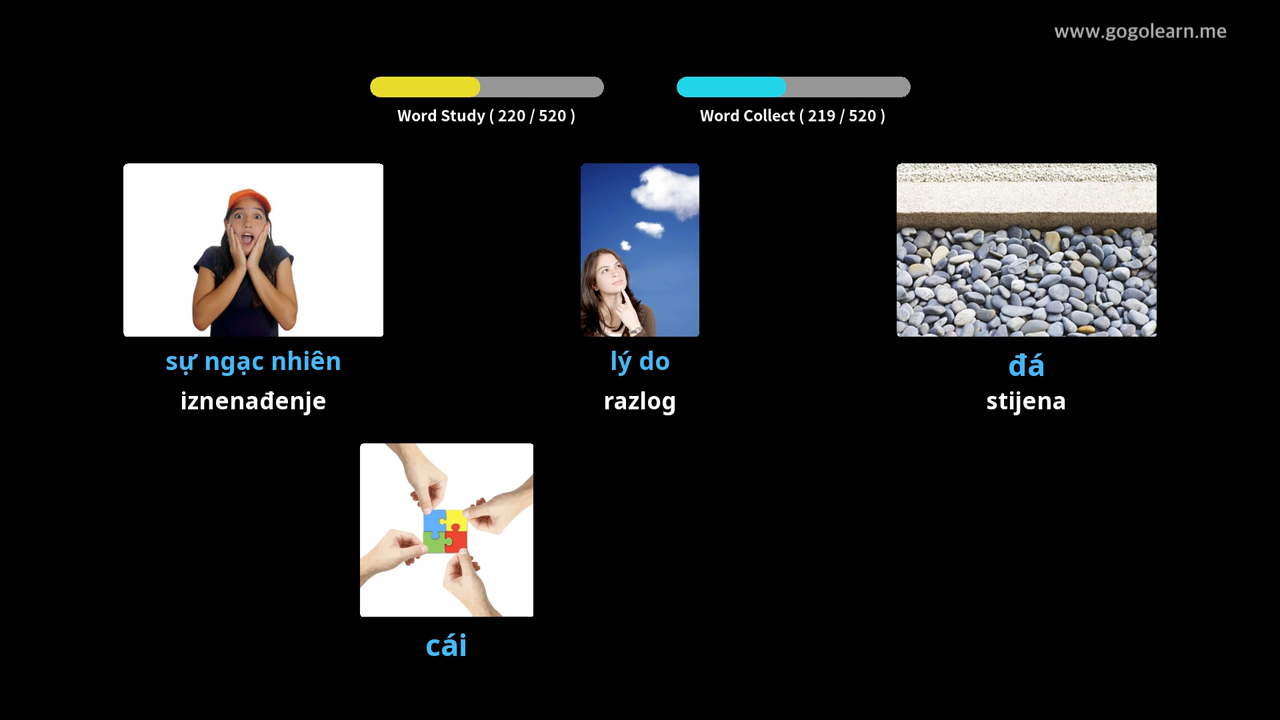 www.gogolearn.me
Word Study ( 220 / 520 )
Word Collect ( 219 / 520 )
sự ngạc nhiên
lý do
đá
iznenađenje
razlog
stijena
cái